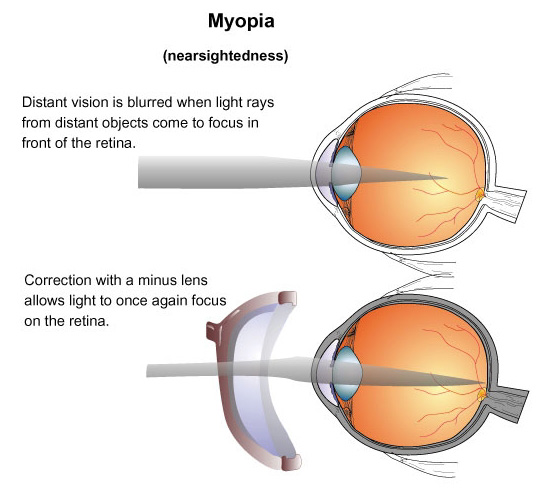 Myopia
(nearsightedness)
Distant vision is blurred when light rays
from distant objects come to focus in
front of the retina.
Correction with a minus lens
allows light to once again focus
on the retina.